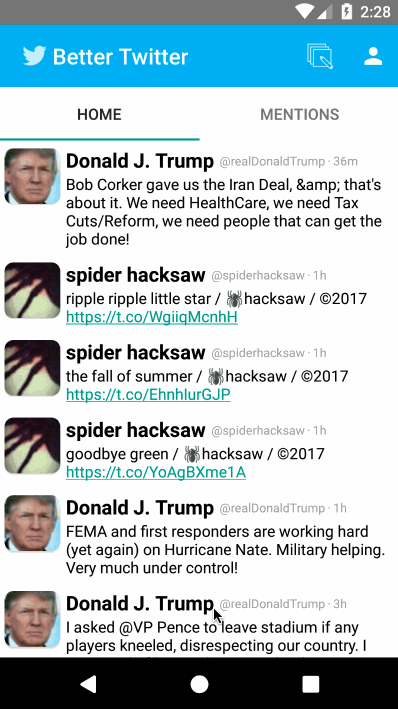 2:28
Better Twitter
HOME MENTIONS
Donald J. Trump @realDonaldTrump · 36m
Bob Corker gave us the Iran Deal, &amp; that's
about it. We need HealthCare, we need Tax
Cuts/Reform, we need people that can get the
job done!
spider hacksaw @spiderhacksaw · 1h
ripple ripple little star / 🕷hacksaw / ©2017
https://t.co/WgiiqMcnhH
spider hacksaw @spiderhacksaw · 1h
the fall of summer / 🕷hacksaw / ©2017
https://t.co/EhnhlurGJP
spider hacksaw @spiderhacksaw · 1h
goodbye green / 🕷hacksaw / ©2017
https://t.co/YoAgBXme1A
Donald J. Trump @realDonaldTrump · 1h
FEMA and first responders are working hard
(yet again) on Hurricane Nate. Military helping.
Very much under control!
Donald J. Trump @realDonaldTrump · 3h
I asked @VP Pence to leave stadium if any
players kneeled, disrespecting our country. I